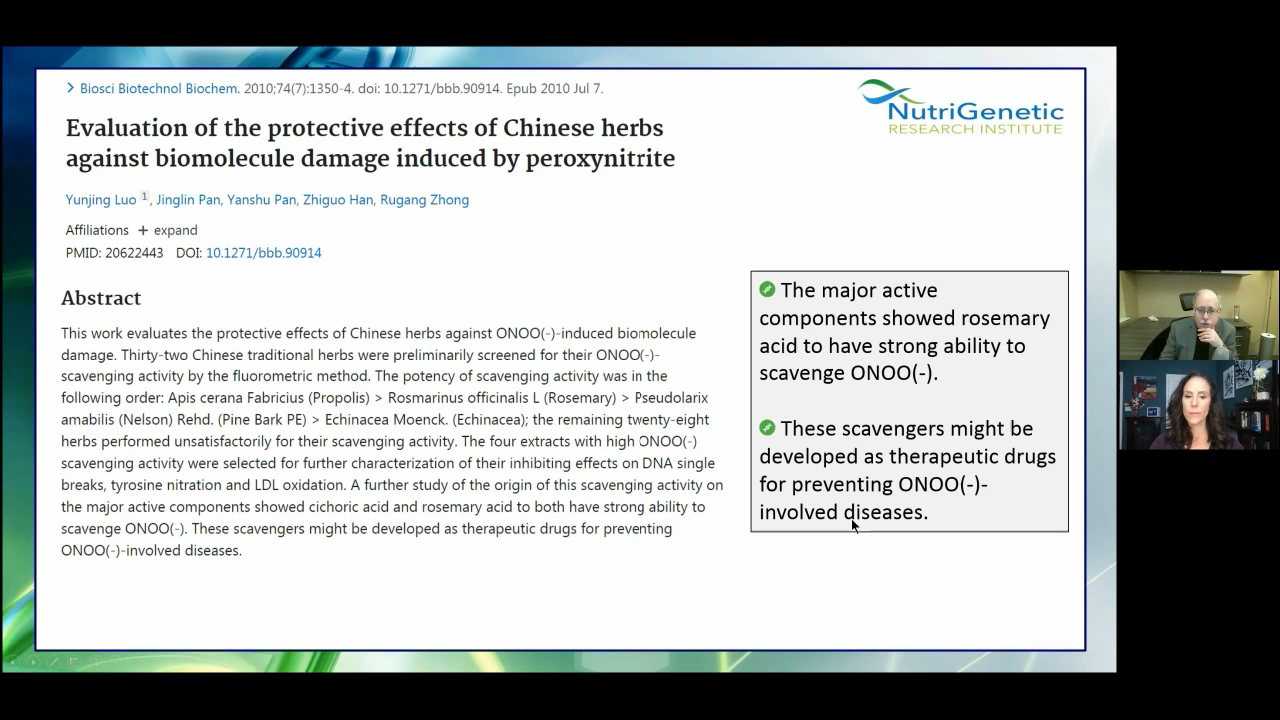 > Biosci Biotechnol Biochem. 2010;74(7):1350-4. doi: 10.1271/bbb.90914. Epub 2010 Jul 7.
NutriGenetic
RESEARCH INSTITUTE
Evaluation of the protective effects of Chinese herbs
against biomolecule damage induced by peroxynitrite
Yunjing Luo 1, Jinglin Pan, Yanshu Pan, Zhiguo Han, Rugang Zhong
Affiliations + expand
PMID: 20622443 DOI: 10.1271/bbb.90914
Abstract
This work evaluates the protective effects of Chinese herbs against ONOO(-)-induced biomolecule
damage. Thirty-two Chinese traditional herbs were preliminarily screened for their ONOO(-)-
scavenging activity by the fluorometric method. The potency of scavenging activity was in the
following order: Apis cerana Fabricius (Propolis) > Rosmarinus officinalis L (Rosemary) > Pseudolarix
amabilis (Nelson) Rehd. (Pine Bark PE) > Echinacea Moenck. (Echinacea); the remaining twenty-eight
herbs performed unsatisfactorily for their scavenging activity. The four extracts with high ONOO(-)
scavenging activity were selected for further characterization of their inhibiting effects on DNA single
breaks, tyrosine nitration and LDL oxidation. A further study of the origin of this scavenging activity on
the major active components showed cichoric acid and rosemary acid to both have strong ability to
scavenge ONOO(-). These scavengers might be developed as therapeutic drugs for preventing
ONOO(-)-involved diseases.
The major active
components showed rosemary
acid to have strong ability to
scavenge ONOO(-).
These scavengers might be
developed as therapeutic drugs
for preventing ONOO(-)-
involved diseases.